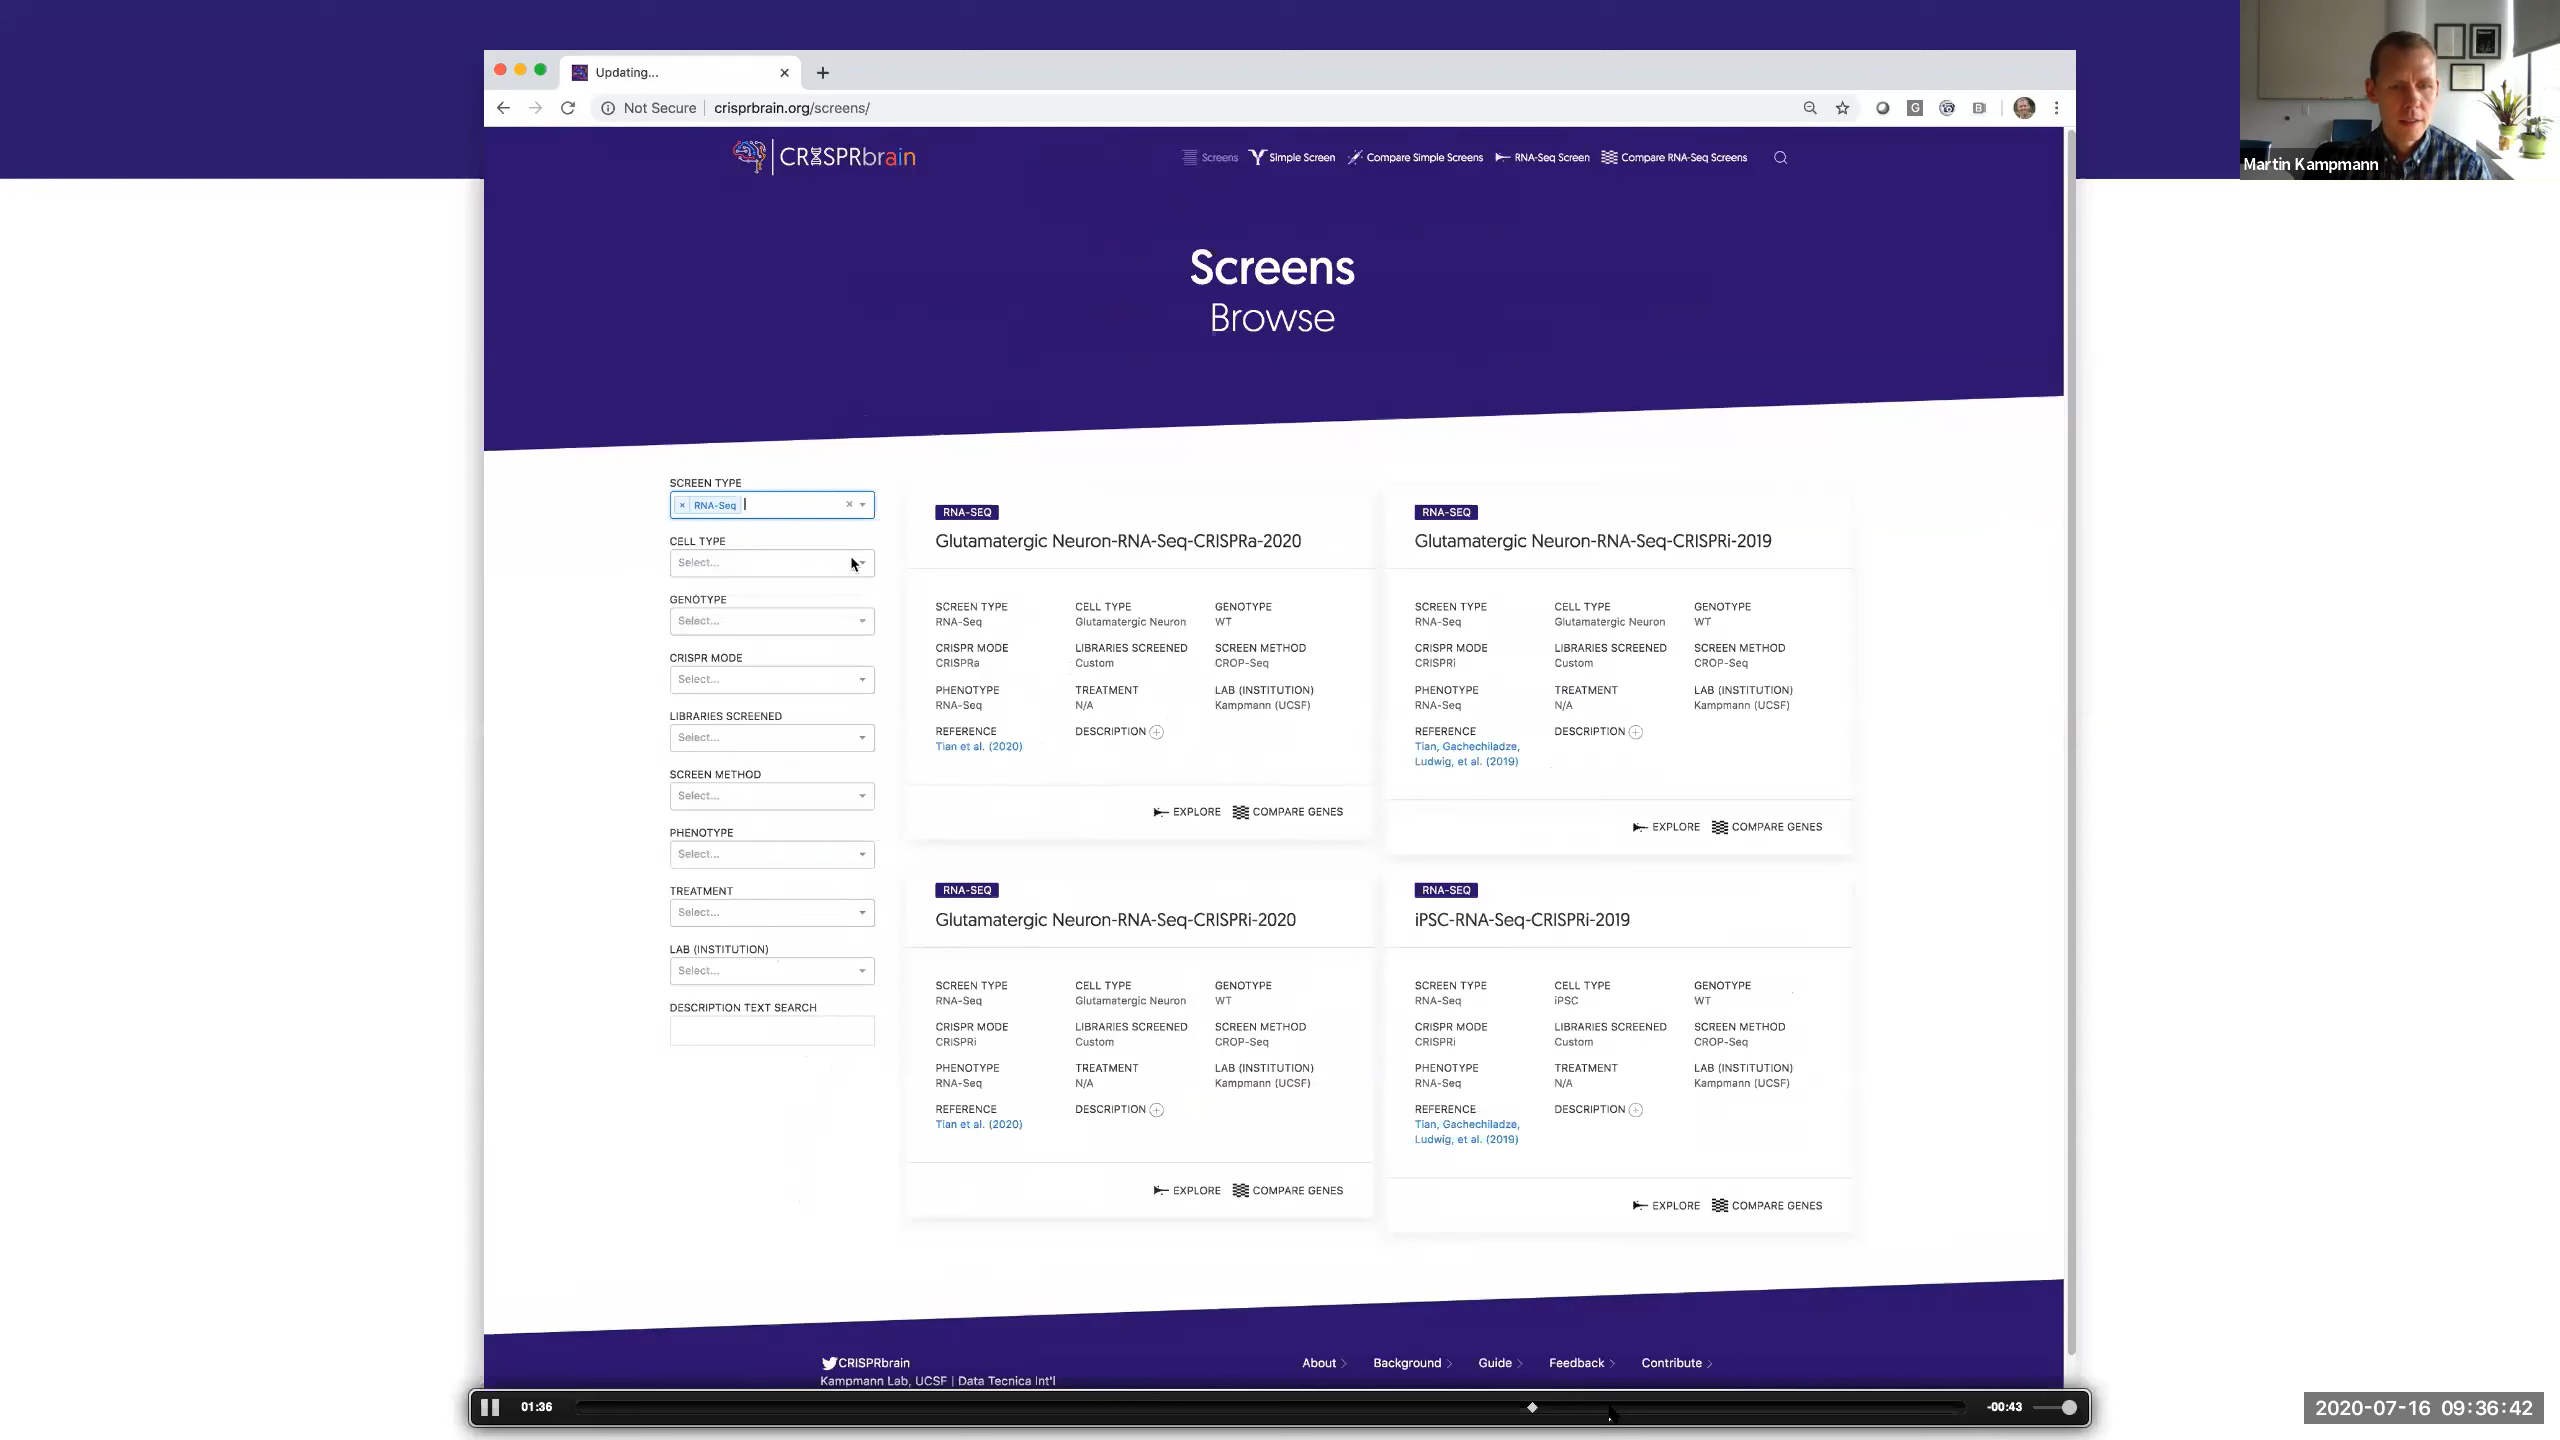 Updating...
Not Secure
crisprbrain.org/screens/
Martin Kampmann
CRISPRbrain
Screens
Simple Screen
Compare Simple Screens
RNA-Seq Screen
Compare RNA-Seq Screens
Screens
Browse
SCREEN TYPE
× RNA-Seq
CELL TYPE
Select...
GENOTYPE
Select...
CRISPR MODE
Select...
LIBRARIES SCREENED
Select...
SCREEN METHOD
Select...
PHENOTYPE
Select...
TREATMENT
Select...
LAB (INSTITUTION)
Select...
DESCRIPTION TEXT SEARCH
RNA-SEQ
Glutamatergic Neuron-RNA-Seq-CRISPRa-2020
SCREEN TYPE CELL TYPE GENOTYPE
RNA-Seq Glutamatergic Neuron WT
CRISPR MODE LIBRARIES SCREENED SCREEN METHOD
CRISPRa Custom CROP-Seq
PHENOTYPE TREATMENT LAB (INSTITUTION)
RNA-Seq N/A Kampmann (UCSF)
REFERENCE DESCRIPTION
Tian et al. (2020)
EXPLORE COMPARE GENES
RNA-SEQ
Glutamatergic Neuron-RNA-Seq-CRISPRi-2019
SCREEN TYPE CELL TYPE GENOTYPE
RNA-Seq Glutamatergic Neuron WT
CRISPR MODE LIBRARIES SCREENED SCREEN METHOD
CRISPRi Custom CROP-Seq
PHENOTYPE TREATMENT LAB (INSTITUTION)
RNA-Seq N/A Kampmann (UCSF)
REFERENCE DESCRIPTION
Tian, Gachechiladze,
Ludwig, et al. (2019)
EXPLORE COMPARE GENES
RNA-SEQ
Glutamatergic Neuron-RNA-Seq-CRISPRi-2020
SCREEN TYPE CELL TYPE GENOTYPE
RNA-Seq Glutamatergic Neuron WT
CRISPR MODE LIBRARIES SCREENED SCREEN METHOD
CRISPRi Custom CROP-Seq
PHENOTYPE TREATMENT LAB (INSTITUTION)
RNA-Seq N/A Kampmann (UCSF)
REFERENCE DESCRIPTION
Tian et al. (2020)
EXPLORE COMPARE GENES
RNA-SEQ
iPSC-RNA-Seq-CRISPRi-2019
SCREEN TYPE CELL TYPE GENOTYPE
RNA-Seq iPSC WT
CRISPR MODE LIBRARIES SCREENED SCREEN METHOD
CRISPRi Custom CROP-Seq
PHENOTYPE TREATMENT LAB (INSTITUTION)
RNA-Seq N/A Kampmann (UCSF)
REFERENCE DESCRIPTION
Tian, Gachechiladze,
Ludwig, et al. (2019)
EXPLORE COMPARE GENES
CRISPRbrain
Kampmann Lab, UCSF | Data Tecnica Int'l
About
Background
Guide
Feedback
Contribute
01:36
-00:43
2020-07-16 09:36:42